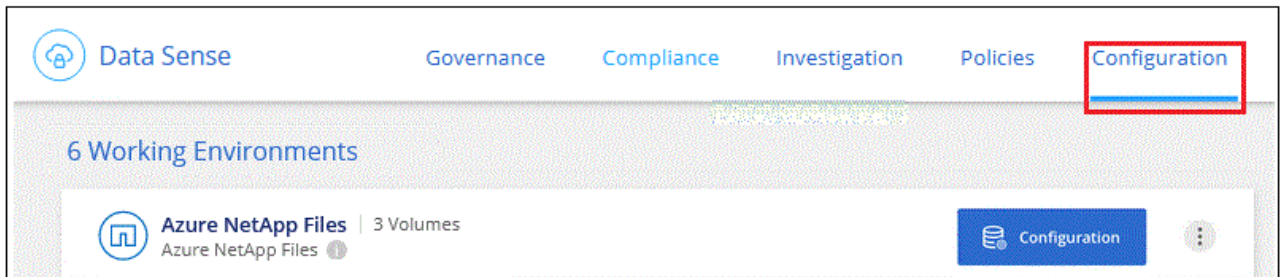 Data Sense Governance Compliance Investigation Policies Configuration
6 Working Environments
Azure NetApp Files | 3 Volumes
Azure NetApp Files
Configuration